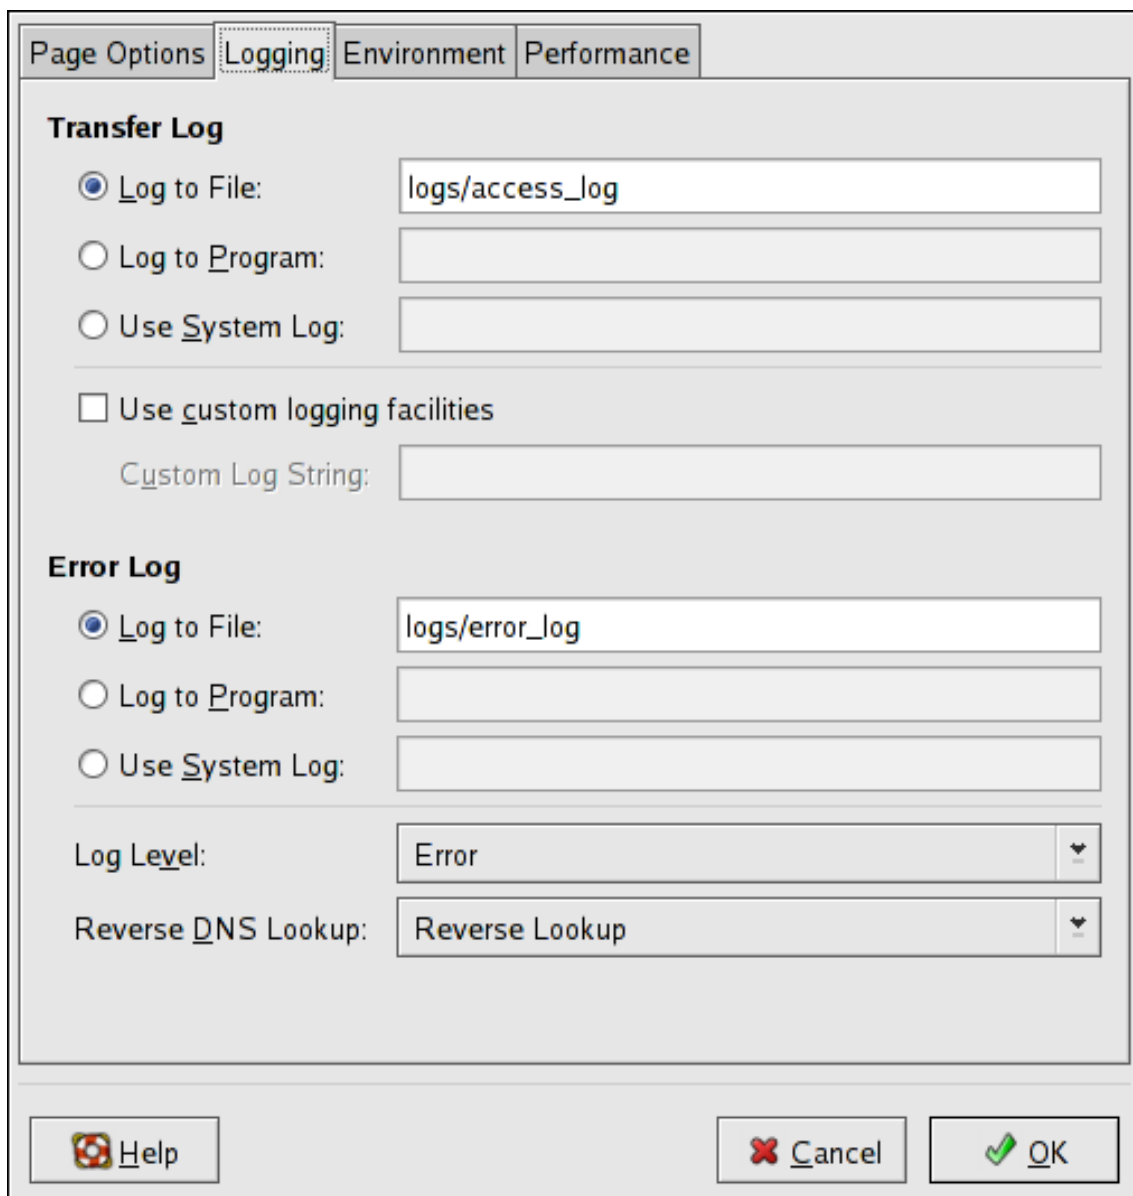 Page Options Logging Environment Performance
Transfer Log
Log to File: logs/access_log
Log to Program:
Use System Log:
Use custom logging facilities
Custom Log String:
Error Log
Log to File: logs/error_log
Log to Program:
Use System Log:
Log Level: Error
Reverse DNS Lookup: Reverse Lookup
Help Cancel OK